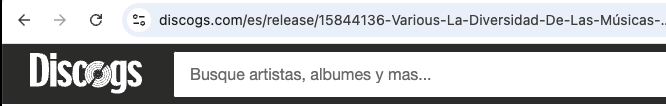 discogs.com/es/release/15844136-Various-La-Diversidad-De-Las-Músicas-...
Discogs
Busque artistas, albumes y mas...